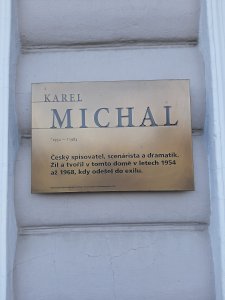 KAREL
MICHAL
Český spisovatel, scenárista a dramatik.
Žil a tvořil v tomto domě v letech 1954
až 1968, kdy odešel do exilu.